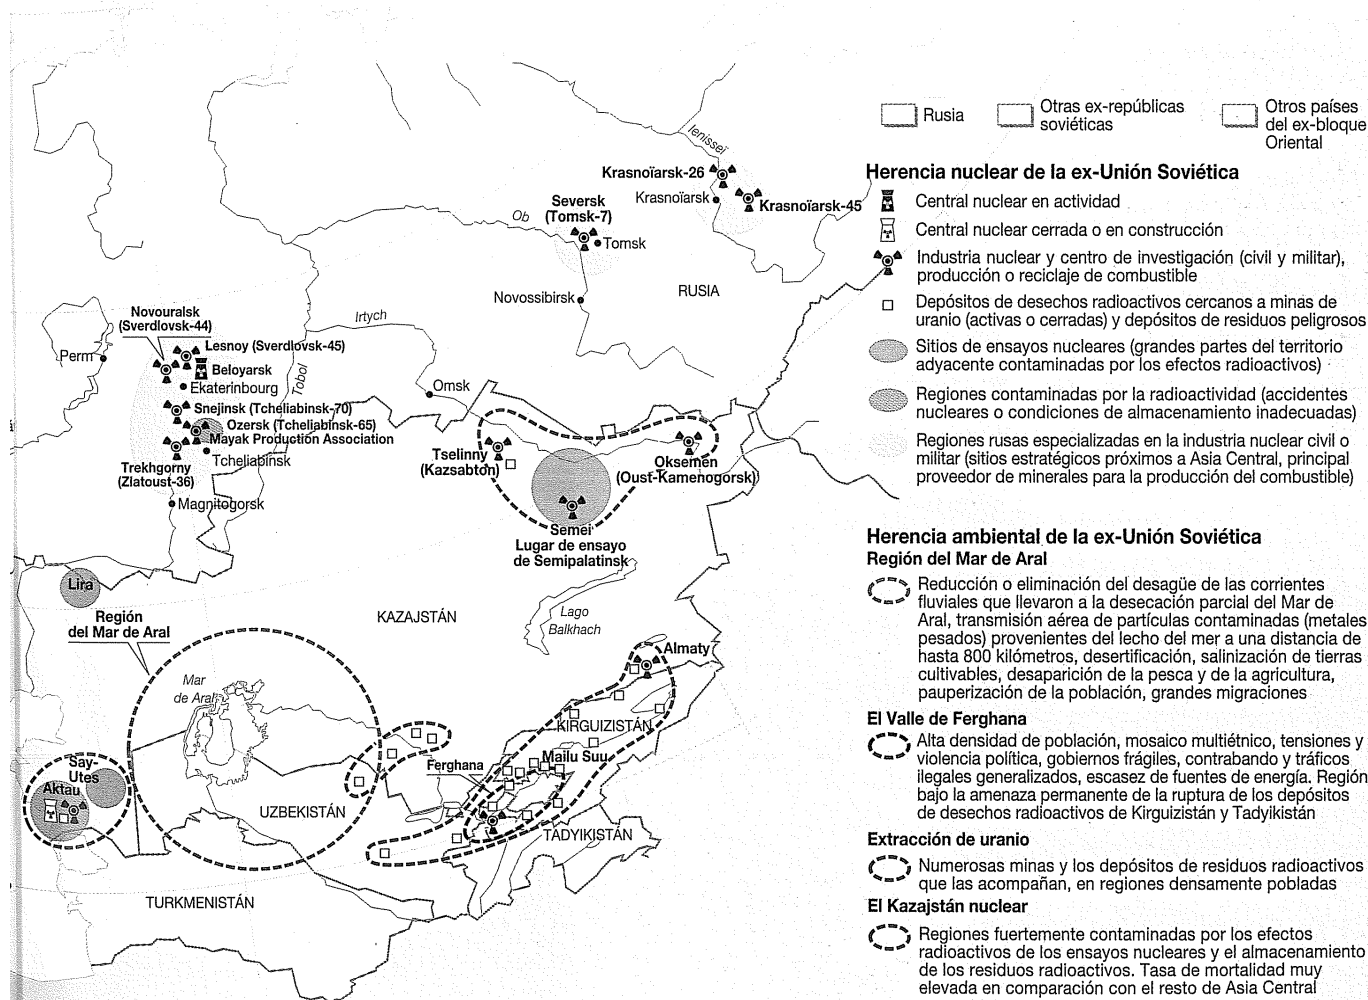 Rusia
Otras ex-repúblicas
soviéticas
Otros países
del ex-bloque
Oriental
Herencia nuclear de la ex-Unión Soviética
Central nuclear en actividad
Central nuclear cerrada o en construcción
Industria nuclear y centro de investigación (civil y militar),
producción o reciclaje de combustible
Depósitos de desechos radioactivos cercanos a minas de
uranio (activas o cerradas) y depósitos de residuos peligrosos
Sitios de ensayos nucleares (grandes partes del territorio
adyacente contaminadas por los efectos radioactivos)
Regiones contaminadas por la radioactividad (accidentes
nucleares o condiciones de almacenamiento inadecuadas)
Regiones rusas especializadas en la industria nuclear civil o
militar (sitios estratégicos próximos a Asia Central, principal
proveedor de minerales para la producción del combustible)
Herencia ambiental de la ex-Unión Soviética
Región del Mar de Aral
Reducción o eliminación del desagüe de las corrientes
fluviales que llevaron a la desecación parcial del Mar de
Aral, transmisión aérea de partículas contaminadas (metales
pesados) provenientes del lecho del mer a una distancia de
hasta 800 kilómetros, desertificación, salinización de tierras
cultivables, desaparición de la pesca y de la agricultura,
pauperización de la población, grandes migraciones
El Valle de Ferghana
Alta densidad de población, mosaico multiétnico, tensiones y
violencia política, gobiernos frágiles, contrabando y tráficos
ilegales generalizados, escasez de fuentes de energía. Región
bajo la amenaza permanente de la ruptura de los depósitos
de desechos radioactivos de Kirguizistán y Tadyikistán
Extracción de uranio
Numerosas minas y los depósitos de residuos radioactivos
que las acompañan, en regiones densamente pobladas
El Kazajstán nuclear
Regiones fuertemente contaminadas por los efectos
radioactivos de los ensayos nucleares y el almacenamiento
de los residuos radioactivos. Tasa de mortalidad muy
elevada en comparación con el resto de Asia Central
Ienisseï
Krasnoïarsk-26
Krasnoïarsk
Krasnoïarsk-45
Seversk
(Tomsk-7)
Ob
Tomsk
Novossibirsk
RUSIA
Irtych
Novouralsk
(Sverdlovsk-44)
Lesnoy (Sverdlovsk-45)
Perm
Beloyarsk
Ekaterinbourg
Tobol
Omsk
Snejinsk (Tcheliabinsk-70)
Ozersk (Tcheliabinsk-65)
Mayak Production Association
Tcheliabinsk
Trekhgorny
(Zlatoust-36)
Magnitogorsk
Tselinny
(Kazsabton)
Oksemen
(Oust-Kamenogorsk)
Semei
Lugar de ensayo
de Semipalatinsk
Lira
Región
del Mar de Aral
KAZAJSTÁN
Lago
Balkhach
Almaty
Mar
de Aral
KIRGUIZISTÁN
Mailu Suu
Ferghana
Say-
Utes
Aktau
UZBEKISTÁN
TADYIKISTÁN
TURKMENISTÁN